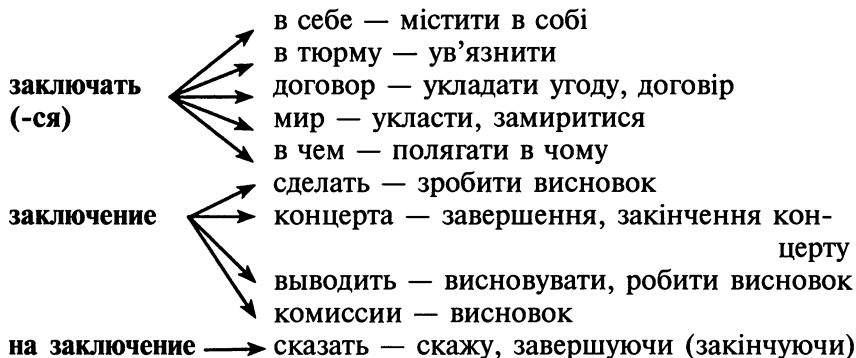 в себе — містити в собі
в тюрму — ув’язнити
заключать договор — укладати угоду, договір
(-ся) мир — укласти, замиритися
в чем — полягати в чому
сделать — зробити висновок
заключение концерта — завершення, закінчення кон-
церту
выводить — висновувати, робити висновок
комиссии — висновок
на заключение сказать — скажу, завершуючи (закінчуючи)